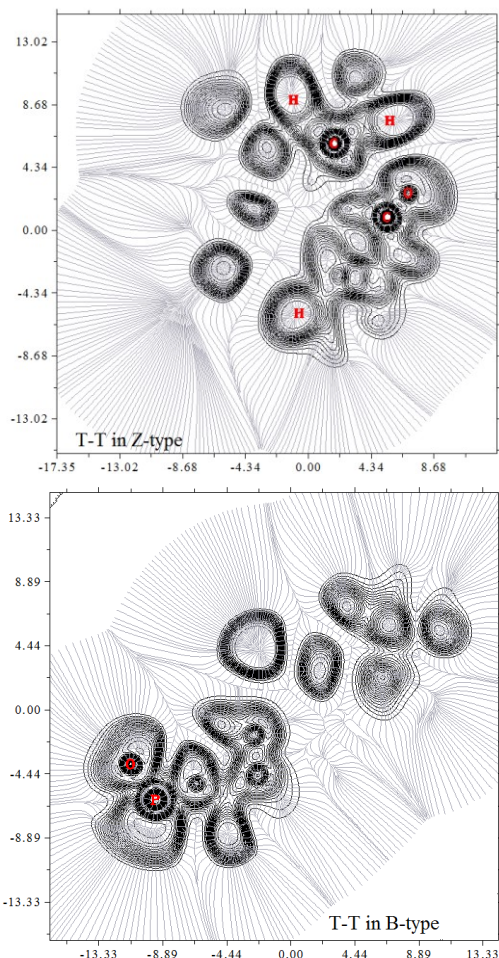 13.02
8.68 H
H
4.34
0.00
-4.34
H
-8.68
-13.02
T-T in Z-type
-17.35 -13.02 -8.68 -4.34 0.00 4.34 8.68
13.33
8.89
4.44
0.00
O
-4.44
P
-8.89
-13.33
T-T in B-type
-13.33 -8.89 -4.44 0.00 4.44 8.89 13.33